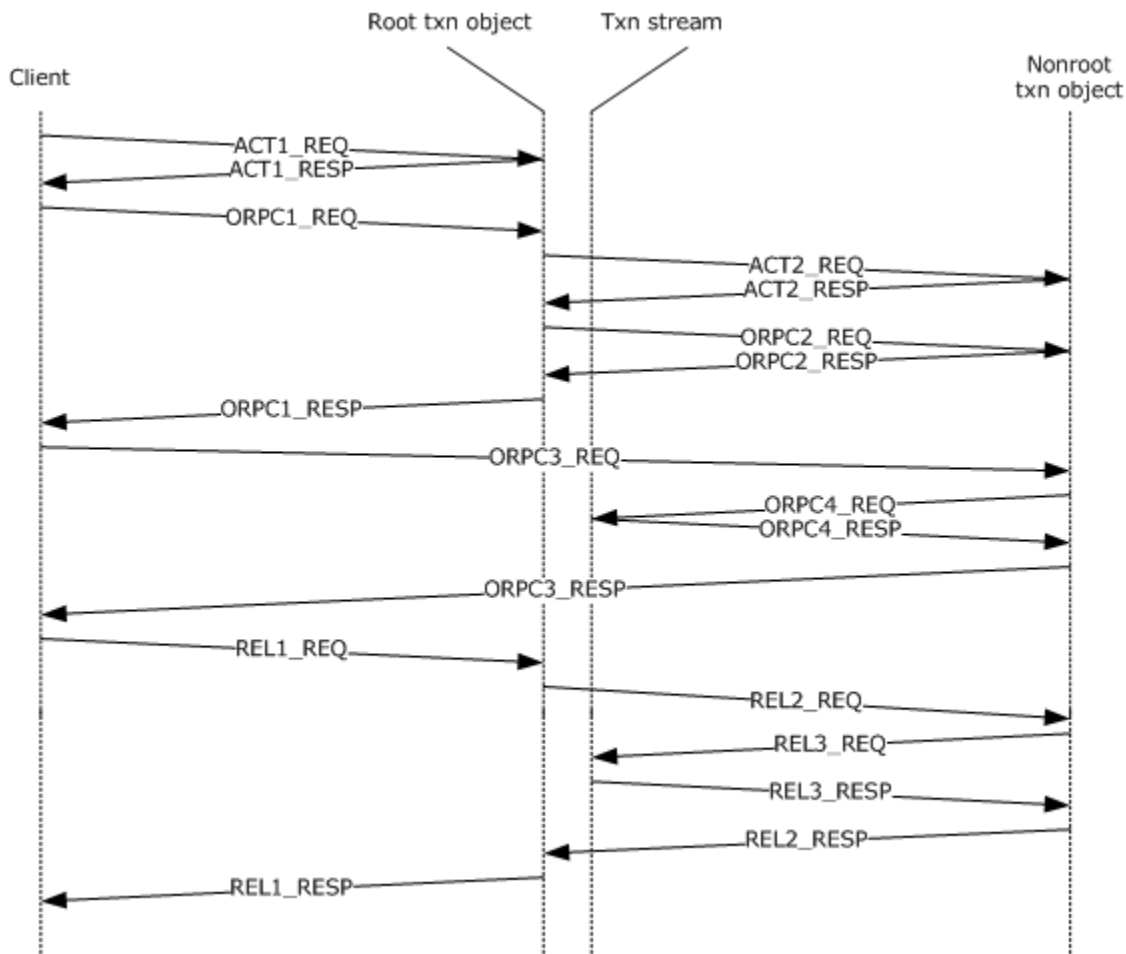 Root txn object
Txn stream
Client
Nonroot
txn object
ACT1_REQ
ACT1_RESP
ORPC1_REQ
ACT2_REQ
ACT2_RESP
ORPC2_REQ
ORPC2_RESP
ORPC1_RESP
ORPC3_REQ
ORPC4_REQ
ORPC4_RESP
ORPC3_RESP
REL1_REQ
REL2_REQ
REL3_REQ
REL3_RESP
REL2_RESP
REL1_RESP